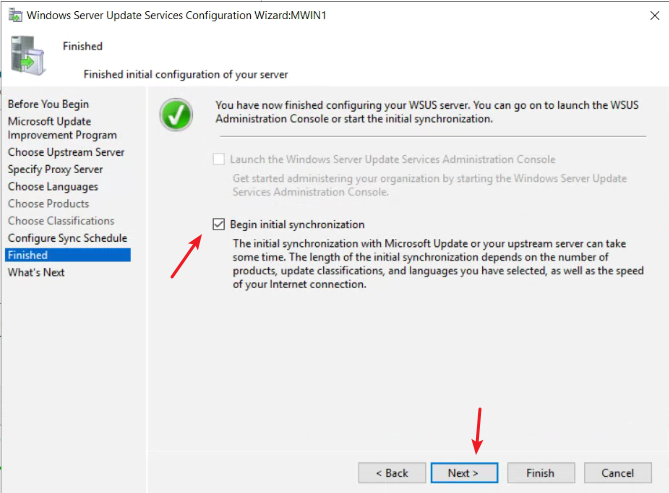 Windows Server Update Services Configuration Wizard:MWIN1
Finished
Finished initial configuration of your server
Before You Begin
Microsoft Update
Improvement Program
Choose Upstream Server
Specify Proxy Server
Choose Languages
Choose Products
Choose Classifications
Configure Sync Schedule
Finished
What's Next
You have now finished configuring your WSUS server. You can go on to launch the WSUS
Administration Console or start the initial synchronization.
Launch the Windows Server Update Services Administration Console
Get started administering your organization by starting the Windows Server Update
Services Administration Console.
Begin initial synchronization
The initial synchronization with Microsoft Update or your upstream server can take
some time. The length of the initial synchronization depends on the number of
products, update classifications, and languages you have selected, as well as the speed
of your Internet connection.
< Back
Next >
Finish
Cancel